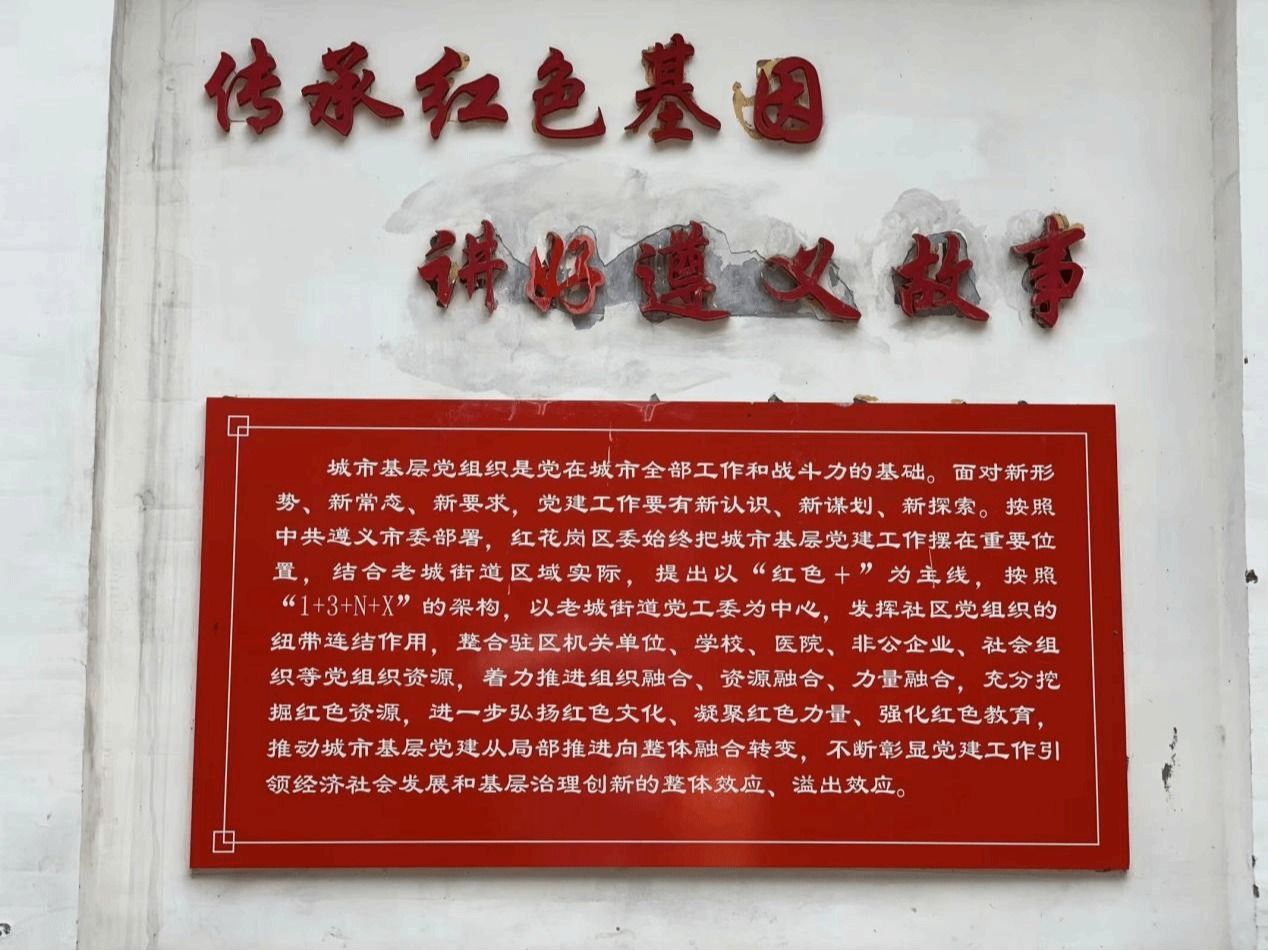 传承红色基因
讲好遵义故事
城市基层党组织是党在城市全部工作和战斗力的基础。面对新形
势、新常态、新要求，党建工作要有新认识、新谋划、新探索。按照
中共遵义市委部署，红花岗区委始终把城市基层党建工作摆在重要位
置，结合老城街道区域实际，提出以“红色＋”为主线，按照
“1+3+N+X”的架构，以老城街道党工委为中心，发挥社区党组织的
纽带连结作用，整合驻区机关单位、学校、医院、非公企业、社会组
织等党组织资源，着力推进组织融合、资源融合、力量融合，充分挖
掘红色资源，进一步弘扬红色文化、凝聚红色力量、强化红色教育，
推动城市基层党建从局部推进向整体融合转变，不断彰显党建工作引
领经济社会发展和基层治理创新的整体效应、溢出效应。